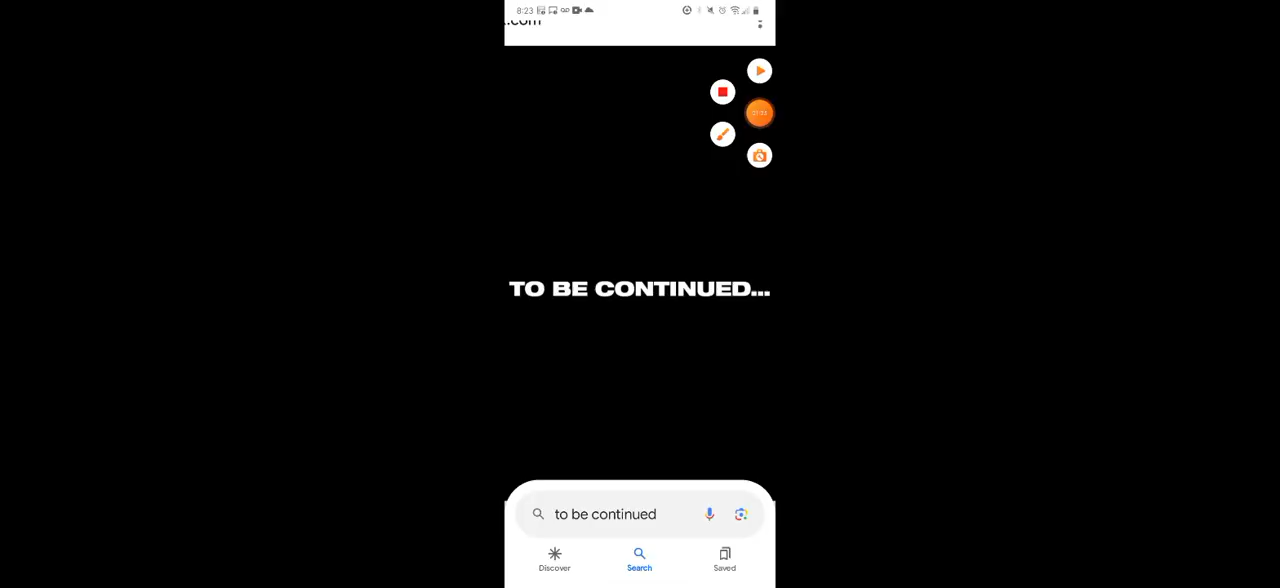 8:23
.com
TO BE CONTINUED...
to be continued
Discover
Search
Saved